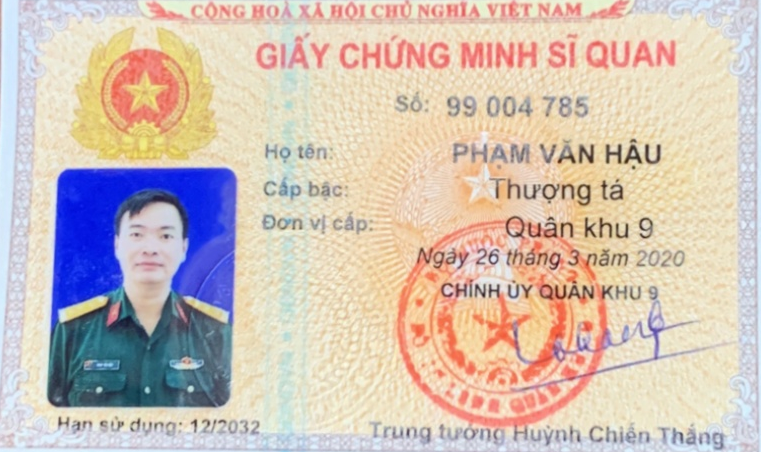 CỘNG HOÀ XÃ HỘI CHỦ NGHĨA VIỆT NAM
GIẤY CHỨNG MINH SĨ QUAN
Số: 99 004 785
Họ tên: PHẠM VĂN HẬU
Cấp bậc: Thượng tá
Đơn vị cấp: Quân khu 9
Ngày 26 tháng 3 năm 2020
CHÍNH ỦY QUÂN KHU 9
Hạn sử dụng: 12/2032
Trung tướng Huỳnh Chiến Thắng